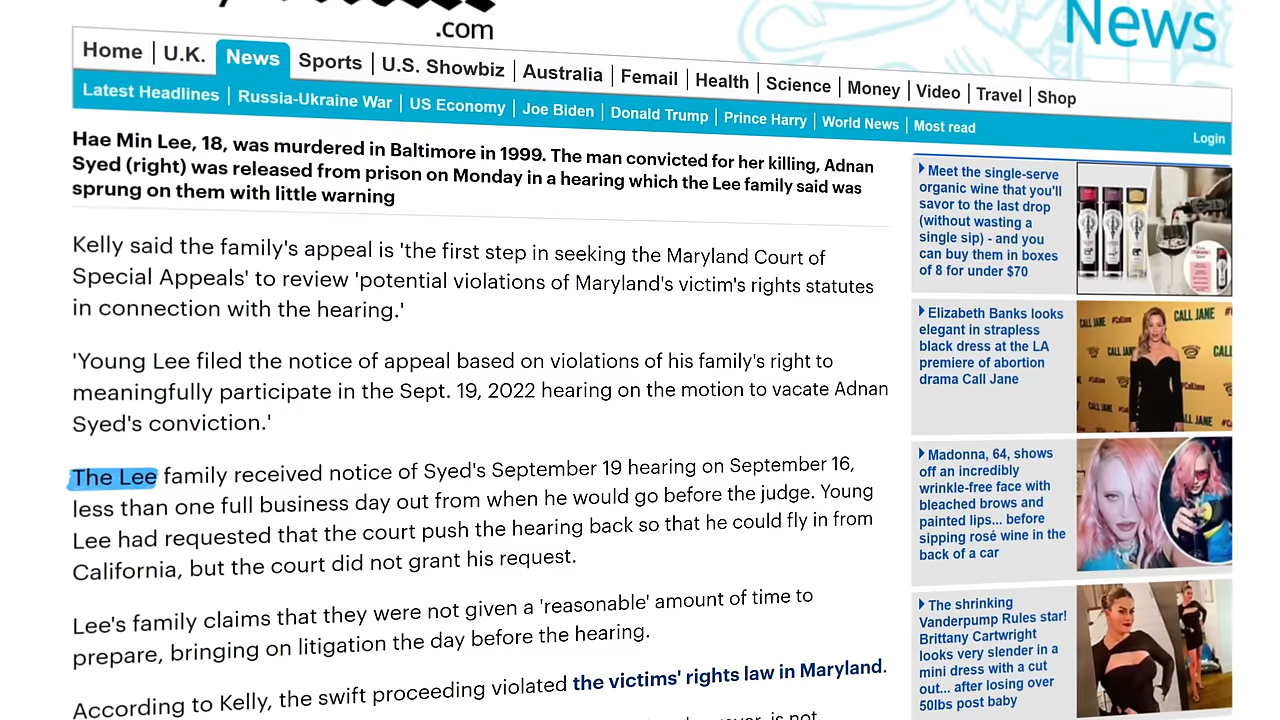 .com
News
Home | U.K. News Sports | U.S. Showbiz | Australia | Femail | Health | Science | Money | Video | Travel | Shop
Latest Headlines | Russia-Ukraine War | US Economy | Joe Biden | Donald Trump | Prince Harry | World News | Most read
Login
Hae Min Lee, 18, was murdered in Baltimore in 1999. The man convicted for her killing, Adnan
Syed (right) was released from prison on Monday in a hearing which the Lee family said was
sprung on them with little warning
Kelly said the family's appeal is 'the first step in seeking the Maryland Court of
Special Appeals' to review 'potential violations of Maryland's victim's rights statutes
in connection with the hearing.'
'Young Lee filed the notice of appeal based on violations of his family's right to
meaningfully participate in the Sept. 19, 2022 hearing on the motion to vacate Adnan
Syed's conviction.'
The Lee family received notice of Syed's September 19 hearing on September 16,
less than one full business day out from when he would go before the judge. Young
Lee had requested that the court push the hearing back so that he could fly in from
California, but the court did not grant his request.
Lee's family claims that they were not given a 'reasonable' amount of time to
prepare, bringing on litigation the day before the hearing.
According to Kelly, the swift proceeding violated the victims' rights law in Maryland.
Meet the single-serve
organic wine that you'll
savor to the last drop
(without wasting a
single sip) - and you
can buy them in boxes
of 8 for under $70
Elizabeth Banks looks
elegant in strapless
black dress at the LA
premiere of abortion
drama Call Jane
CALL JANE
CALL JANE
Madonna, 64, shows
off an incredibly
wrinkle-free face with
bleached brows and
painted lips... before
sipping rosé wine in the
back of a car
The shrinking
Vanderpump Rules star!
Brittany Cartwright
looks very slender in a
mini dress with a cut
out... after losing over
50lbs post baby